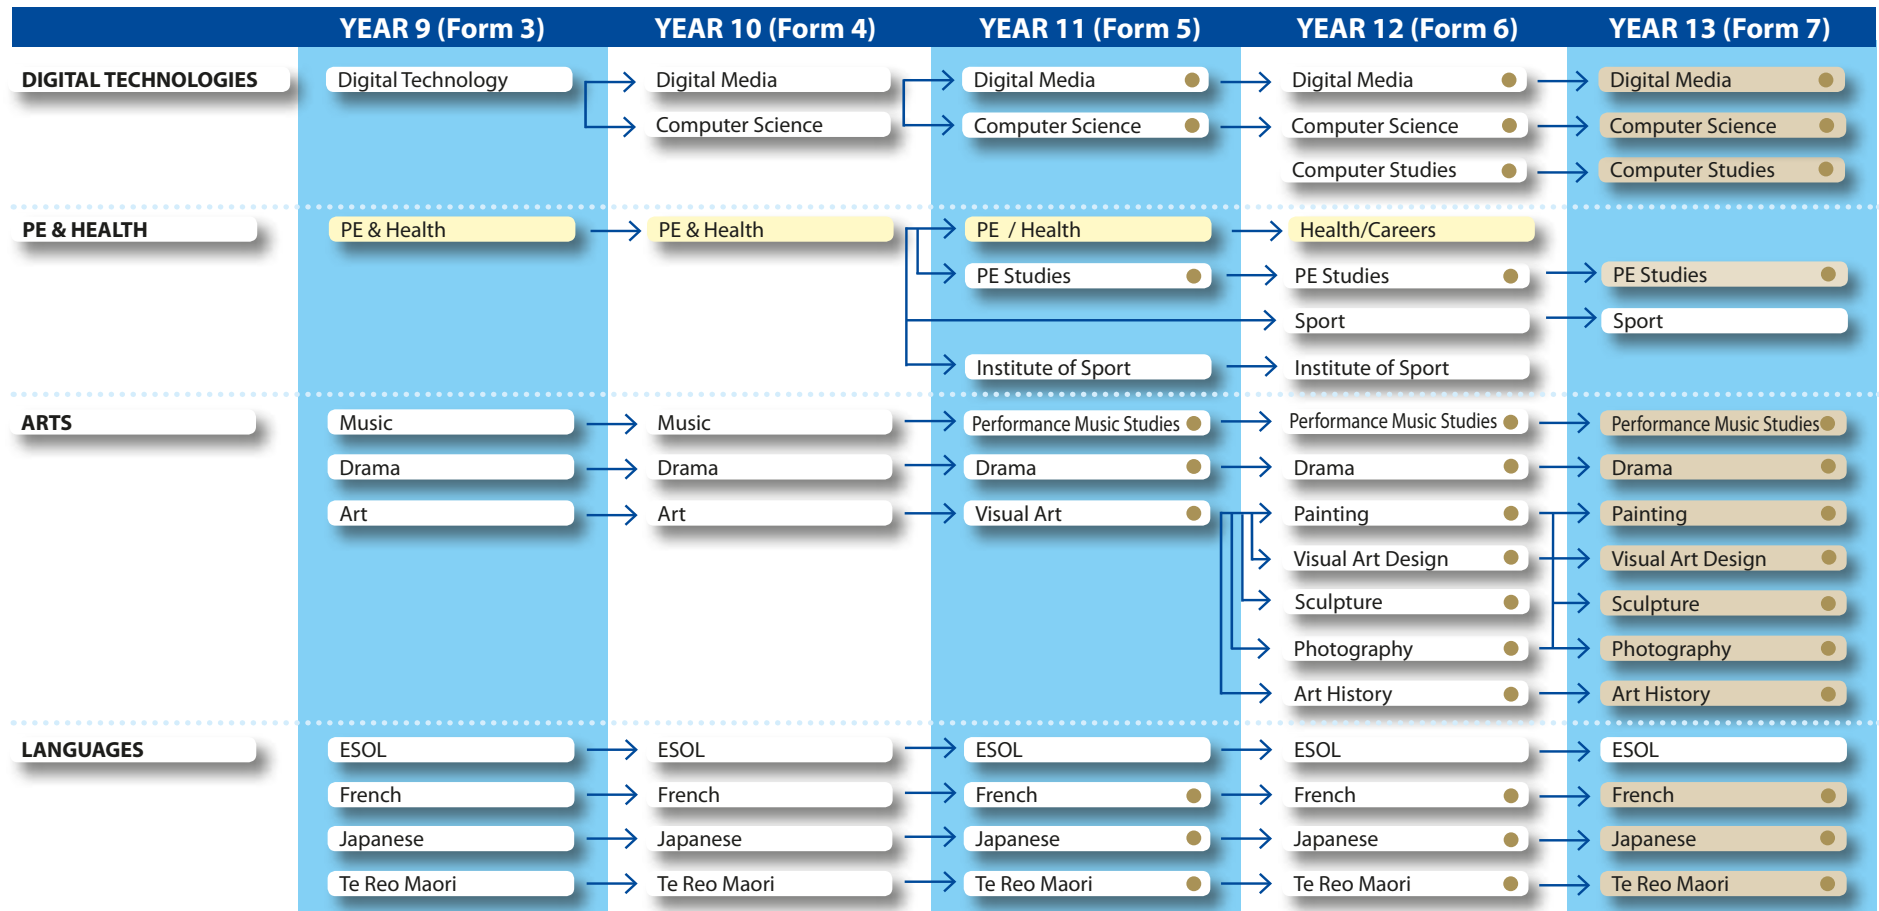 YEAR 9 (Form 3) YEAR 10 (Form 4) YEAR 11 (Form 5) YEAR 12 (Form 6) YEAR 13 (Form 7)
DIGITAL TECHNOLOGIES Digital Technology Digital Media Digital Media Digital Media Digital Media
Computer Science Computer Science Computer Science Computer Science
Computer Studies Computer Studies
PE & HEALTH PE & Health PE & Health PE / Health Health/Careers
PE Studies PE Studies PE Studies
Sport Sport
Institute of Sport Institute of Sport
ARTS Music Music Performance Music Studies Performance Music Studies Performance Music Studies
Drama Drama Drama Drama Drama
Art Art Visual Art Painting Painting
Visual Art Design Visual Art Design
Sculpture Sculpture
Photography Photography
Art History Art History
LANGUAGES ESOL ESOL ESOL ESOL ESOL
French French French French French
Japanese Japanese Japanese Japanese Japanese
Te Reo Maori Te Reo Maori Te Reo Maori Te Reo Maori Te Reo Maori